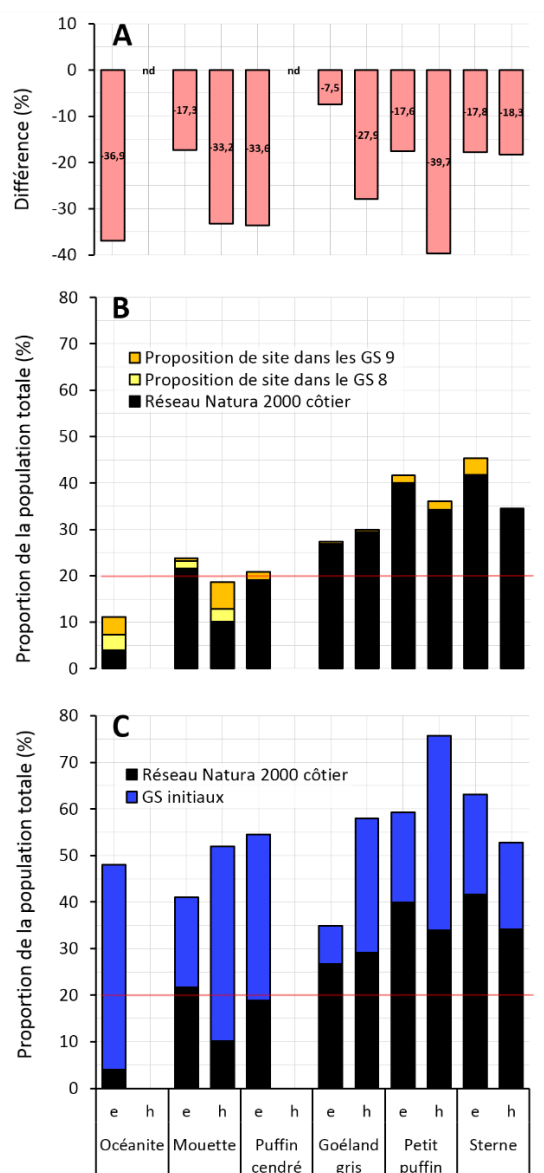 A
Différence (%)
10
0
-10
-20
-30
-40
nd
nd
-36,9
-17,3
-33,2
-33,6
-7,5
-27,9
-17,6
-39,7
-17,8
-18,3
B
Proportion de la population totale (%)
80
70
60
50
40
30
20
10
0
Proposition de site dans les GS 9
Proposition de site dans le GS 8
Réseau Natura 2000 côtier
C
Proportion de la population totale (%)
80
70
60
50
40
30
20
10
0
Réseau Natura 2000 côtier
GS initiaux
e h e h e h e h e h e h
Océanite Mouette Puffin Goéland Petit Sterne
cendré gris puffin